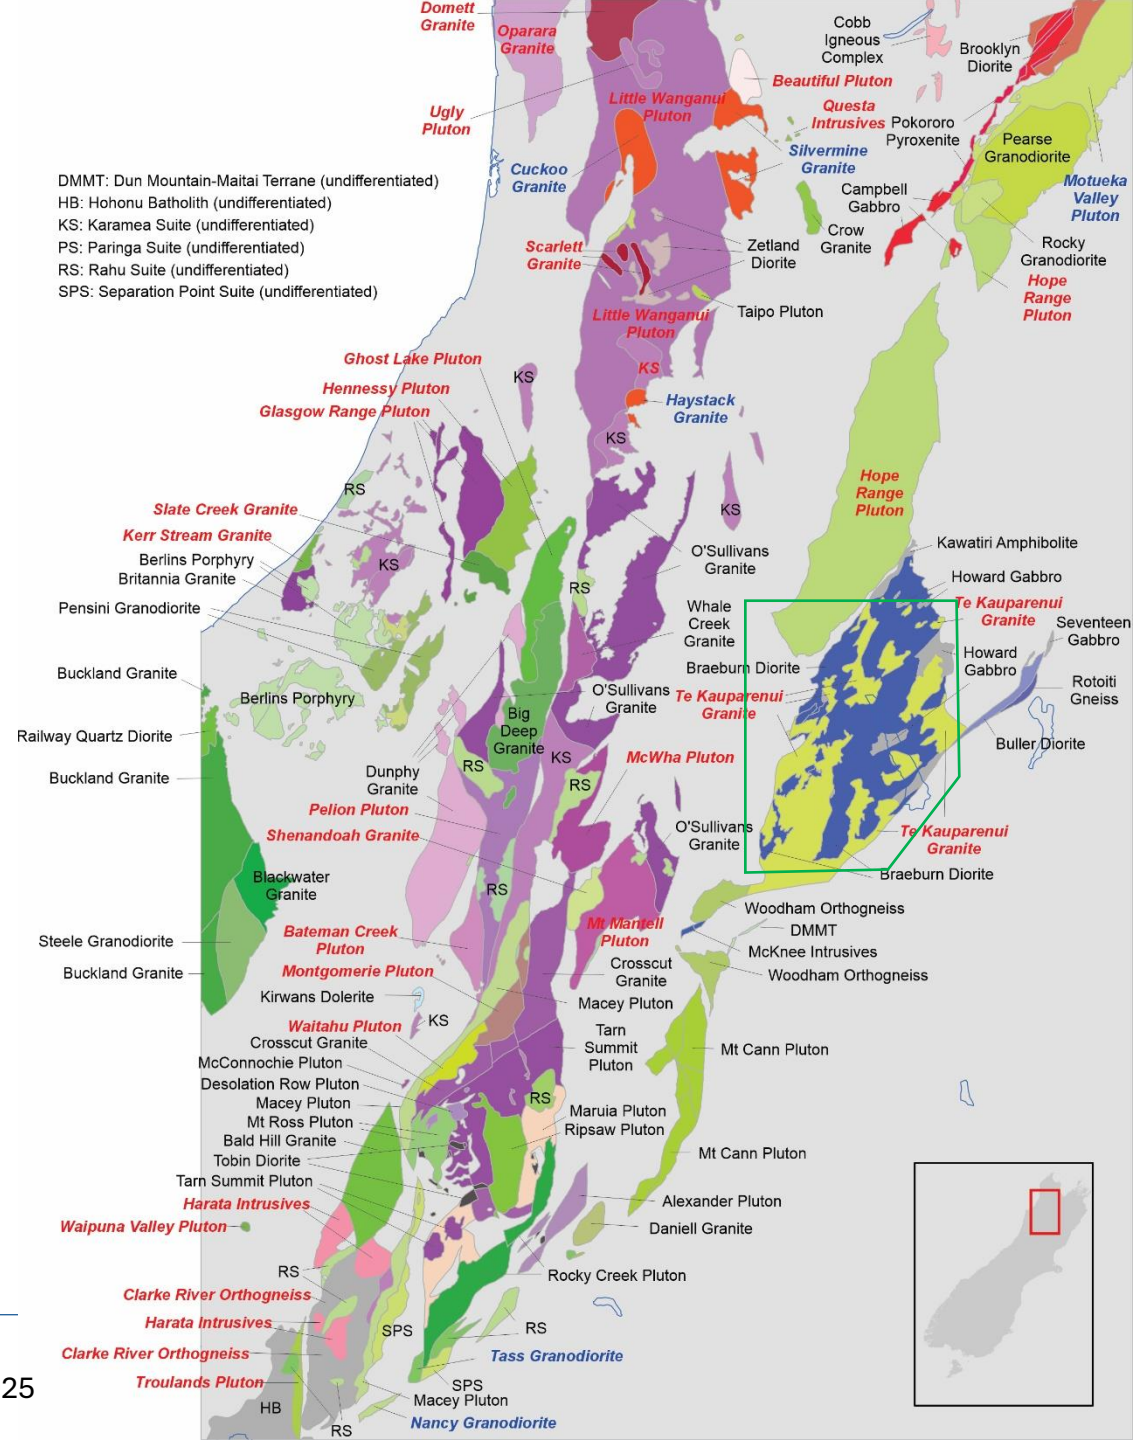 Domett
Granite
Oparara
Granite
Cobb
Igneous
Complex
Brooklyn
Diorite
Beautiful Pluton
Ugly
Pluton
Little Wanganui
Pluton
Questa
Intrusives
Pokororo
Pyroxenite
Pearse
Granodiorite
Cuckoo
Granite
Silvermine
Granite
Motueka
Valley
Pluton
DMMT: Dun Mountain-Maitai Terrane (undifferentiated)
HB: Hohonu Batholith (undifferentiated)
KS: Karamea Suite (undifferentiated)
PS: Paringa Suite (undifferentiated)
RS: Rahu Suite (undifferentiated)
SPS: Separation Point Suite (undifferentiated)
Campbell
Gabbro
Crow
Granite
Scarlett
Granite
Zetland
Diorite
Rocky
Granodiorite
Hope
Range
Pluton
Little Wanganui
Pluton
Taipo Pluton
Ghost Lake Pluton
KS
KS
Hennessy Pluton
Glasgow Range Pluton
Haystack
Granite
KS
RS
Hope
Range
Pluton
Slate Creek Granite
KS
Kerr Stream Granite
Berlins Porphyry
Britannia Granite
KS
O'Sullivans
Granite
Kawatiri Amphibolite
Howard Gabbro
RS
Pensini Granodiorite
Whale
Creek
Granite
Te Kauparenui
Granite
Seventeen
Gabbro
Buckland Granite
Braeburn Diorite
Howard
Gabbro
Berlins Porphyry
O'Sullivans
Granite
Te Kauparenui
Granite
Rotoiti
Gneiss
Railway Quartz Diorite
Big
Deep
Granite
Buller Diorite
Buckland Granite
Dunphy
Granite
RS
KS
McWha Pluton
RS
Pelion Pluton
Shenandoah Granite
O'Sullivans
Granite
Te Kauparenui
Granite
Blackwater
Granite
RS
Braeburn Diorite
Woodham Orthogneiss
Steele Granodiorite
Bateman Creek
Pluton
Mt Mantell
Pluton
DMMT
McKnee Intrusives
Buckland Granite
Montgomerie Pluton
Crosscut
Granite
Woodham Orthogneiss
Kirwans Dolerite
Macey Pluton
KS
Waitahu Pluton
Crosscut Granite
Tarn
Summit
Pluton
Mt Cann Pluton
McConnochie Pluton
Desolation Row Pluton
Macey Pluton
RS
Maruia Pluton
Mt Ross Pluton
Ripsaw Pluton
Bald Hill Granite
Tobin Diorite
Mt Cann Pluton
Tarn Summit Pluton
Harata Intrusives
Alexander Pluton
Waipuna Valley Pluton
Daniell Granite
RS
Rocky Creek Pluton
Clarke River Orthogneiss
Harata Intrusives
SPS
RS
Clarke River Orthogneiss
Tass Granodiorite
Troulands Pluton
SPS
25
Macey Pluton
HB
RS
Nancy Granodiorite